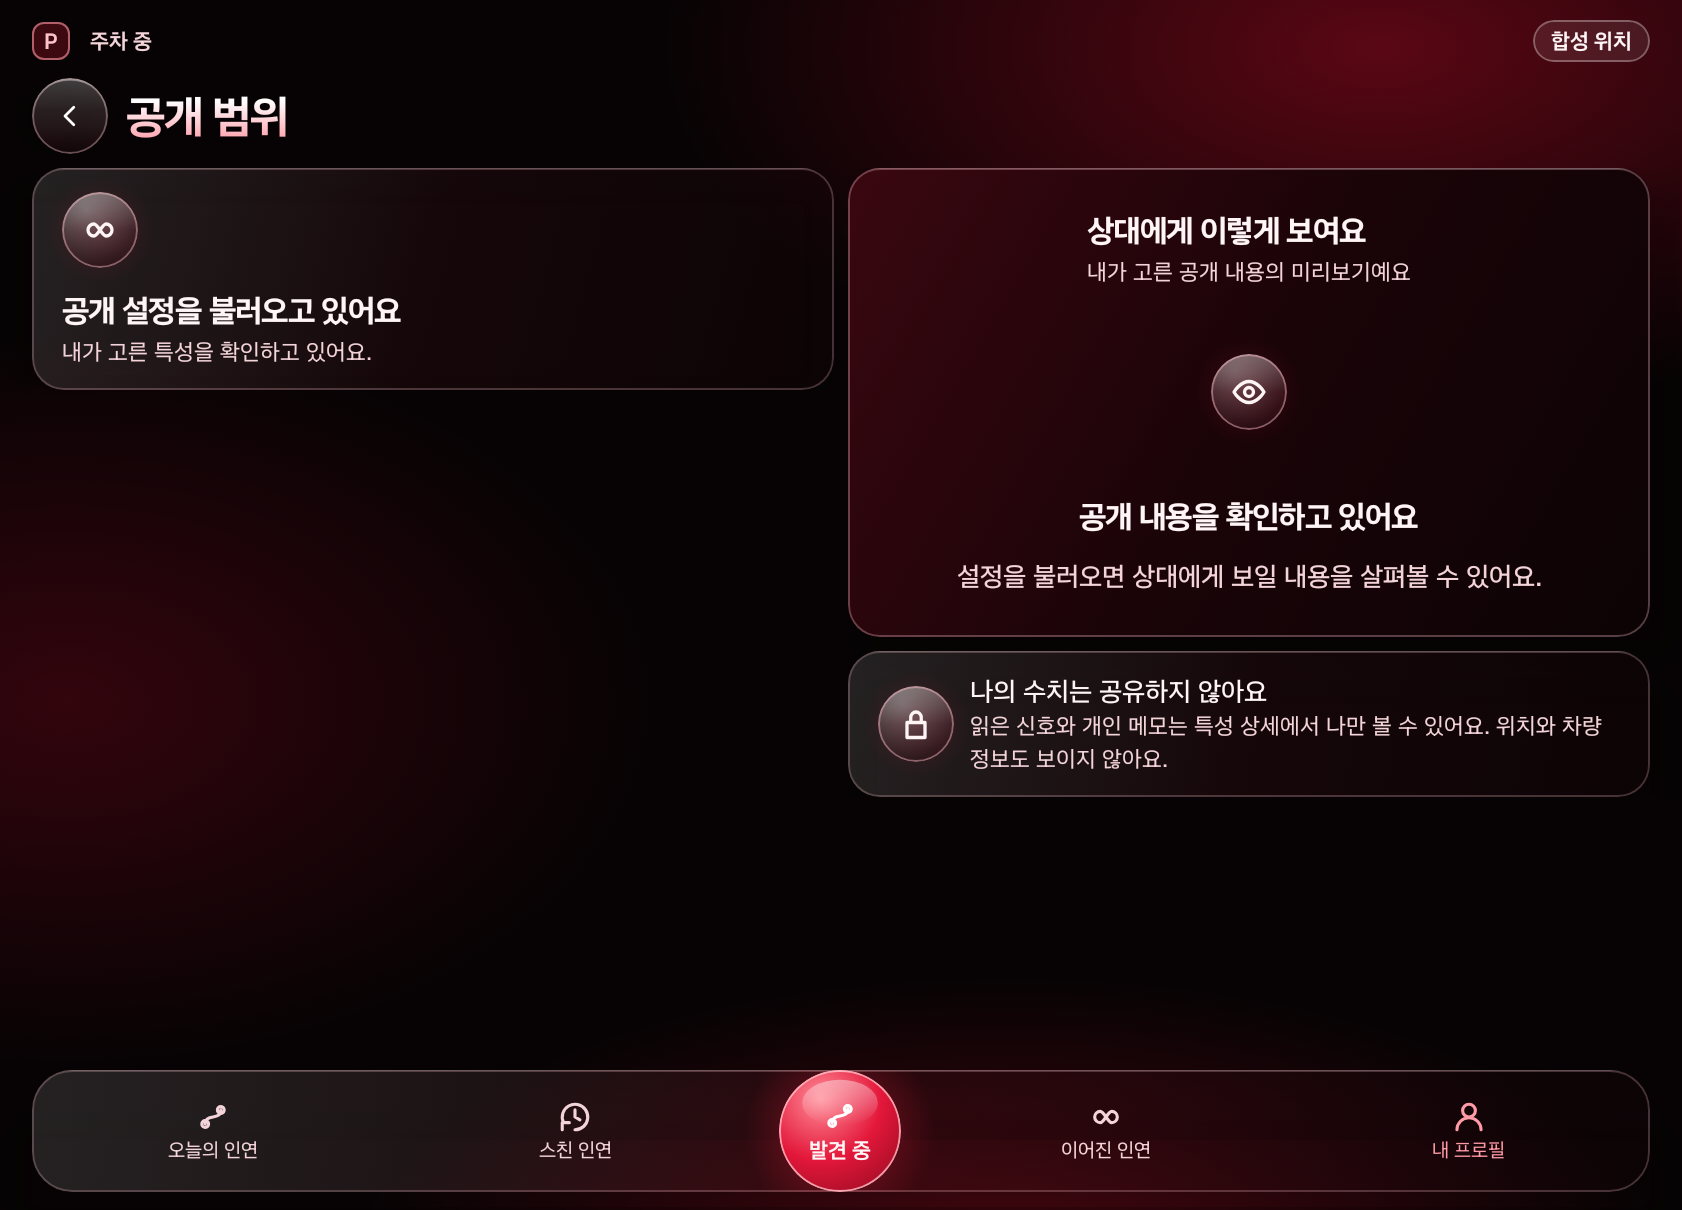 P 주차 중
합성 위치
공개 범위
공개 설정을 불러오고 있어요
내가 고른 특성을 확인하고 있어요.
상대에게 이렇게 보여요
내가 고른 공개 내용의 미리보기예요
공개 내용을 확인하고 있어요
설정을 불러오면 상대에게 보일 내용을 살펴볼 수 있어요.
나의 수치는 공유하지 않아요
읽은 신호와 개인 메모는 특성 상세에서 나만 볼 수 있어요. 위치와 차량
정보도 보이지 않아요.
오늘의 인연
스친 인연
발견 중
이어진 인연
내 프로필